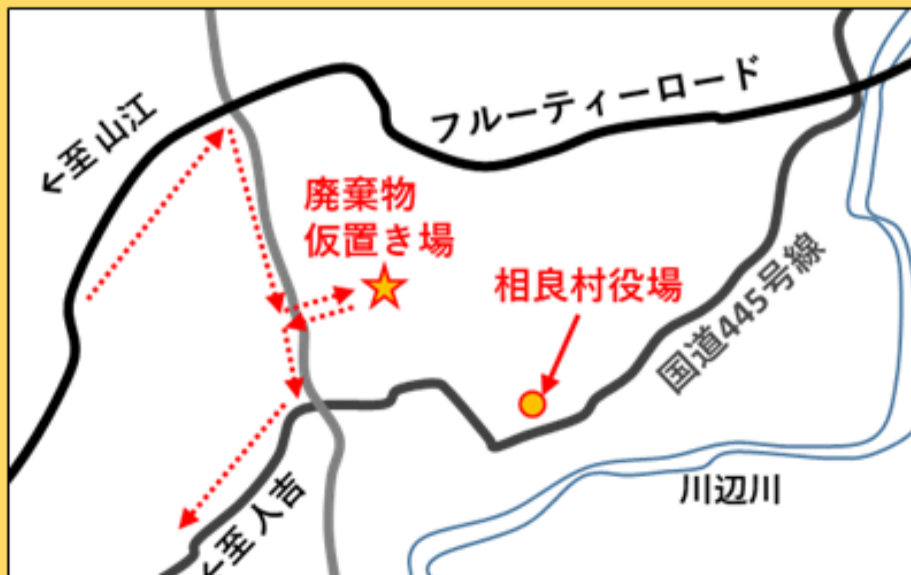 フルーティーロード
←至 山江
廃棄物
仮置き場
相良村役場
国道445号線
川辺川
←至 人吉